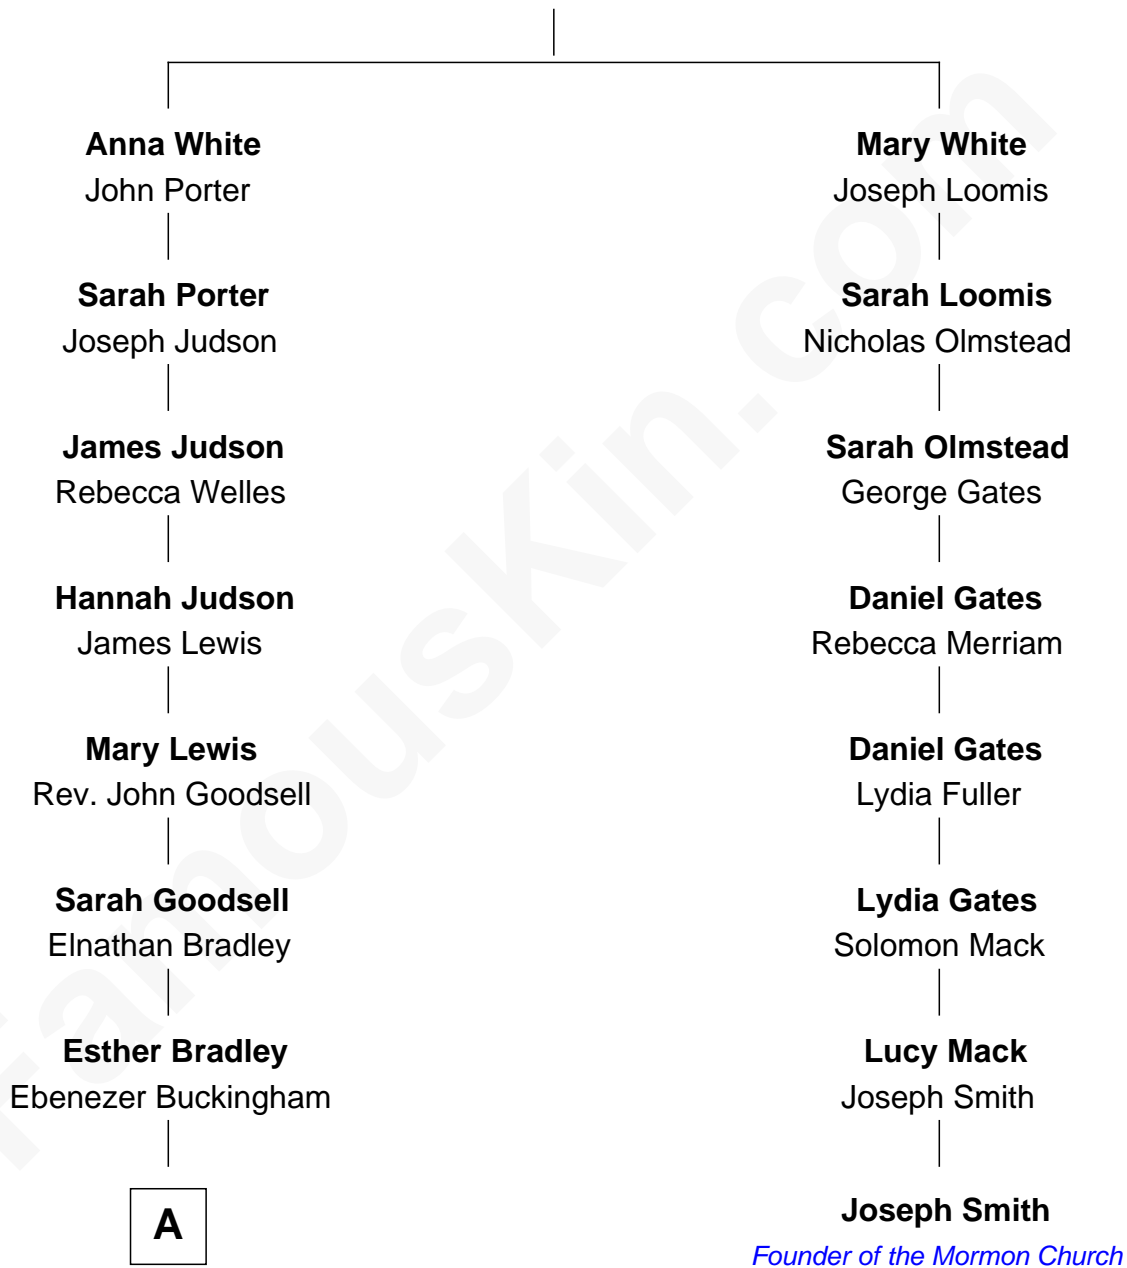 Anna White
John Porter
Sarah Porter
Joseph Judson
James Judson
Rebecca Welles
Hannah Judson
James Lewis
Mary Lewis
Rev. John Goodsell
Sarah Goodsell
Elnathan Bradley
Esther Bradley
Ebenezer Buckingham
A
Mary White
Joseph Loomis
Sarah Loomis
Nicholas Olmstead
Sarah Olmstead
George Gates
Daniel Gates
Rebecca Merriam
Daniel Gates
Lydia Fuller
Lydia Gates
Solomon Mack
Lucy Mack
Joseph Smith
Joseph Smith
Founder of the Mormon Church
FamousKin.com